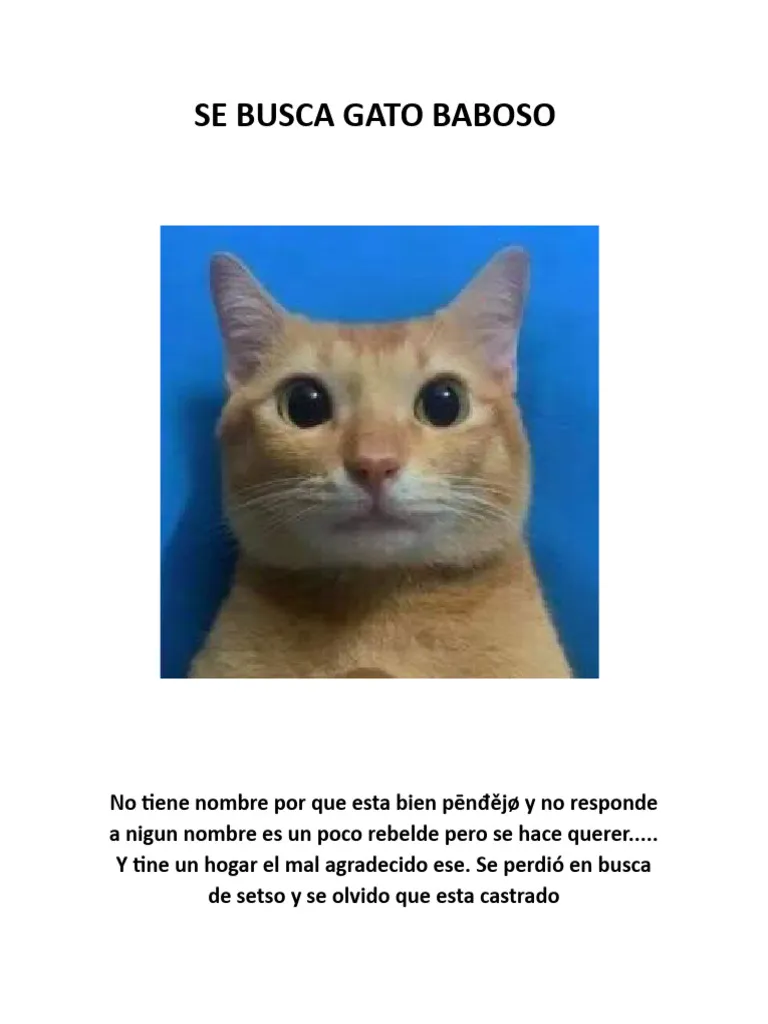 SE BUSCA GATO BABOSO
No tiene nombre por que esta bien pēnđějø y no responde
a nigun nombre es un poco rebelde pero se hace querer.....
Y tine un hogar el mal agradecido ese. Se perdió en busca
de setso y se olvido que esta castrado